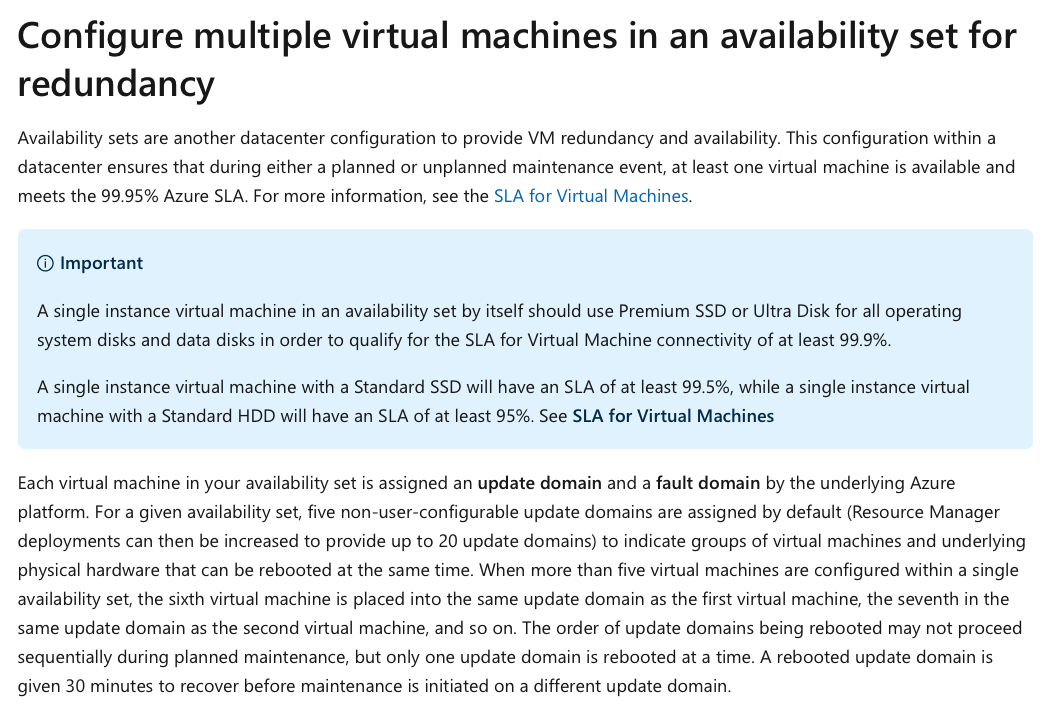 Configure multiple virtual machines in an availability set for
redundancy
Availability sets are another datacenter configuration to provide VM redundancy and availability. This configuration within a
datacenter ensures that during either a planned or unplanned maintenance event, at least one virtual machine is available and
meets the 99.95% Azure SLA. For more information, see the SLA for Virtual Machines.
Important
A single instance virtual machine in an availability set by itself should use Premium SSD or Ultra Disk for all operating
system disks and data disks in order to qualify for the SLA for Virtual Machine connectivity of at least 99.9%.
A single instance virtual machine with a Standard SSD will have an SLA of at least 99.5%, while a single instance virtual
machine with a Standard HDD will have an SLA of at least 95%. See SLA for Virtual Machines
Each virtual machine in your availability set is assigned an update domain and a fault domain by the underlying Azure
platform. For a given availability set, five non-user-configurable update domains are assigned by default (Resource Manager
deployments can then be increased to provide up to 20 update domains) to indicate groups of virtual machines and underlying
physical hardware that can be rebooted at the same time. When more than five virtual machines are configured within a single
availability set, the sixth virtual machine is placed into the same update domain as the first virtual machine, the seventh in the
same update domain as the second virtual machine, and so on. The order of update domains being rebooted may not proceed
sequentially during planned maintenance, but only one update domain is rebooted at a time. A rebooted update domain is
given 30 minutes to recover before maintenance is initiated on a different update domain.